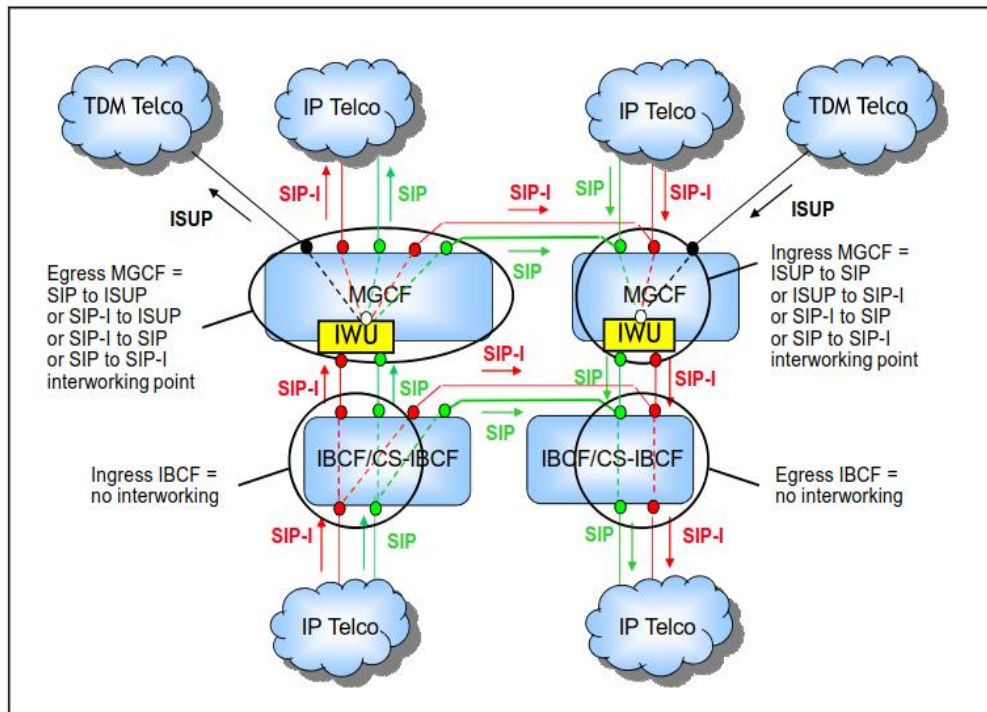 TDM Telco
IP Telco
IP Telco
TDM Telco
SIP-I
SIP
SIP-I
SIP
SIP-I
ISUP
ISUP
SIP
Egress MGCF =
SIP to ISUP
or SIP-I to ISUP
or SIP-I to SIP
or SIP to SIP-I
interworking point
MGCF
IWU
MGCF
IWU
Ingress MGCF =
ISUP to SIP
or ISUP to SIP-I
or SIP-I to SIP
or SIP to SIP-I
interworking point
SIP-I
SIP
SIP-I
SIP
SIP-I
SIP
Ingress IBCF =
no interworking
IBCF/CS-IBCF
IBCF/CS-IBCF
Egress IBCF =
no interworking
SIP-I
SIP
SIP
SIP-I
IP Telco
IP Telco